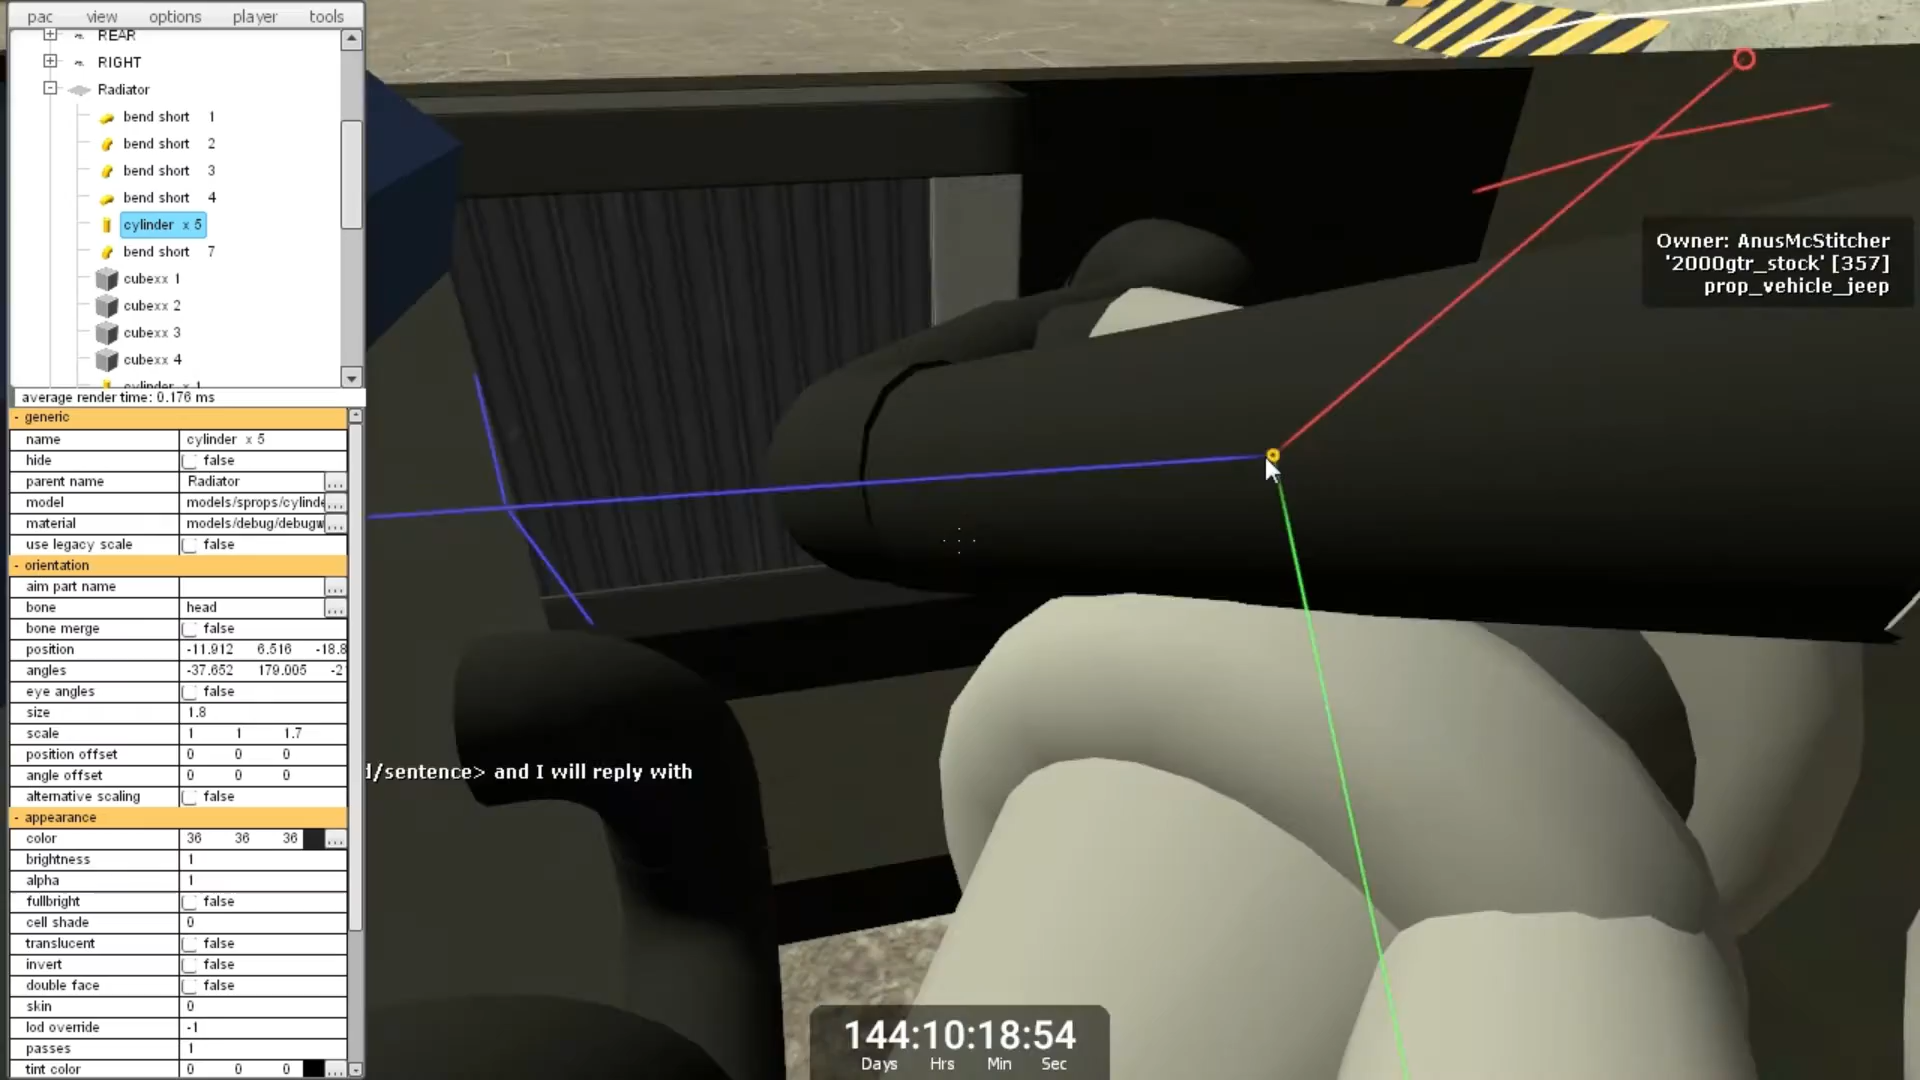 pac view options player tools
REAR
RIGHT
Radiator
bend short 1
bend short 2
bend short 3
bend short 4
cylinder x 5
bend short 7
cubexx 1
cubexx 2
cubexx 3
cubexx 4
cylinder x 1
average render time: 0.176 ms
- generic
name cylinder x 5
hide false
parent name Radiator ...
model models/sprops/cylinde ...
material models/debug/debugw ...
use legacy scale false
- orientation
aim part name ...
bone head ...
bone merge false
position -11.912 6.516 -18.8
angles -37.652 179.005 -2
eye angles false
size 1.8
scale 1 1 1.7
position offset 0 0 0
angle offset 0 0 0
alternative scaling false
- appearance
color 36 36 36 ...
brightness 1
alpha 1
fullbright false
cell shade 0
translucent false
invert false
double face false
skin 0
lod override -1
passes 1
tint color 0 0 0 ...
Owner: AnusMcStitcher
'2000gtr_stock' [357]
prop_vehicle_jeep
d/sentence> and I will reply with
144:10:18:54
Days Hrs Min Sec